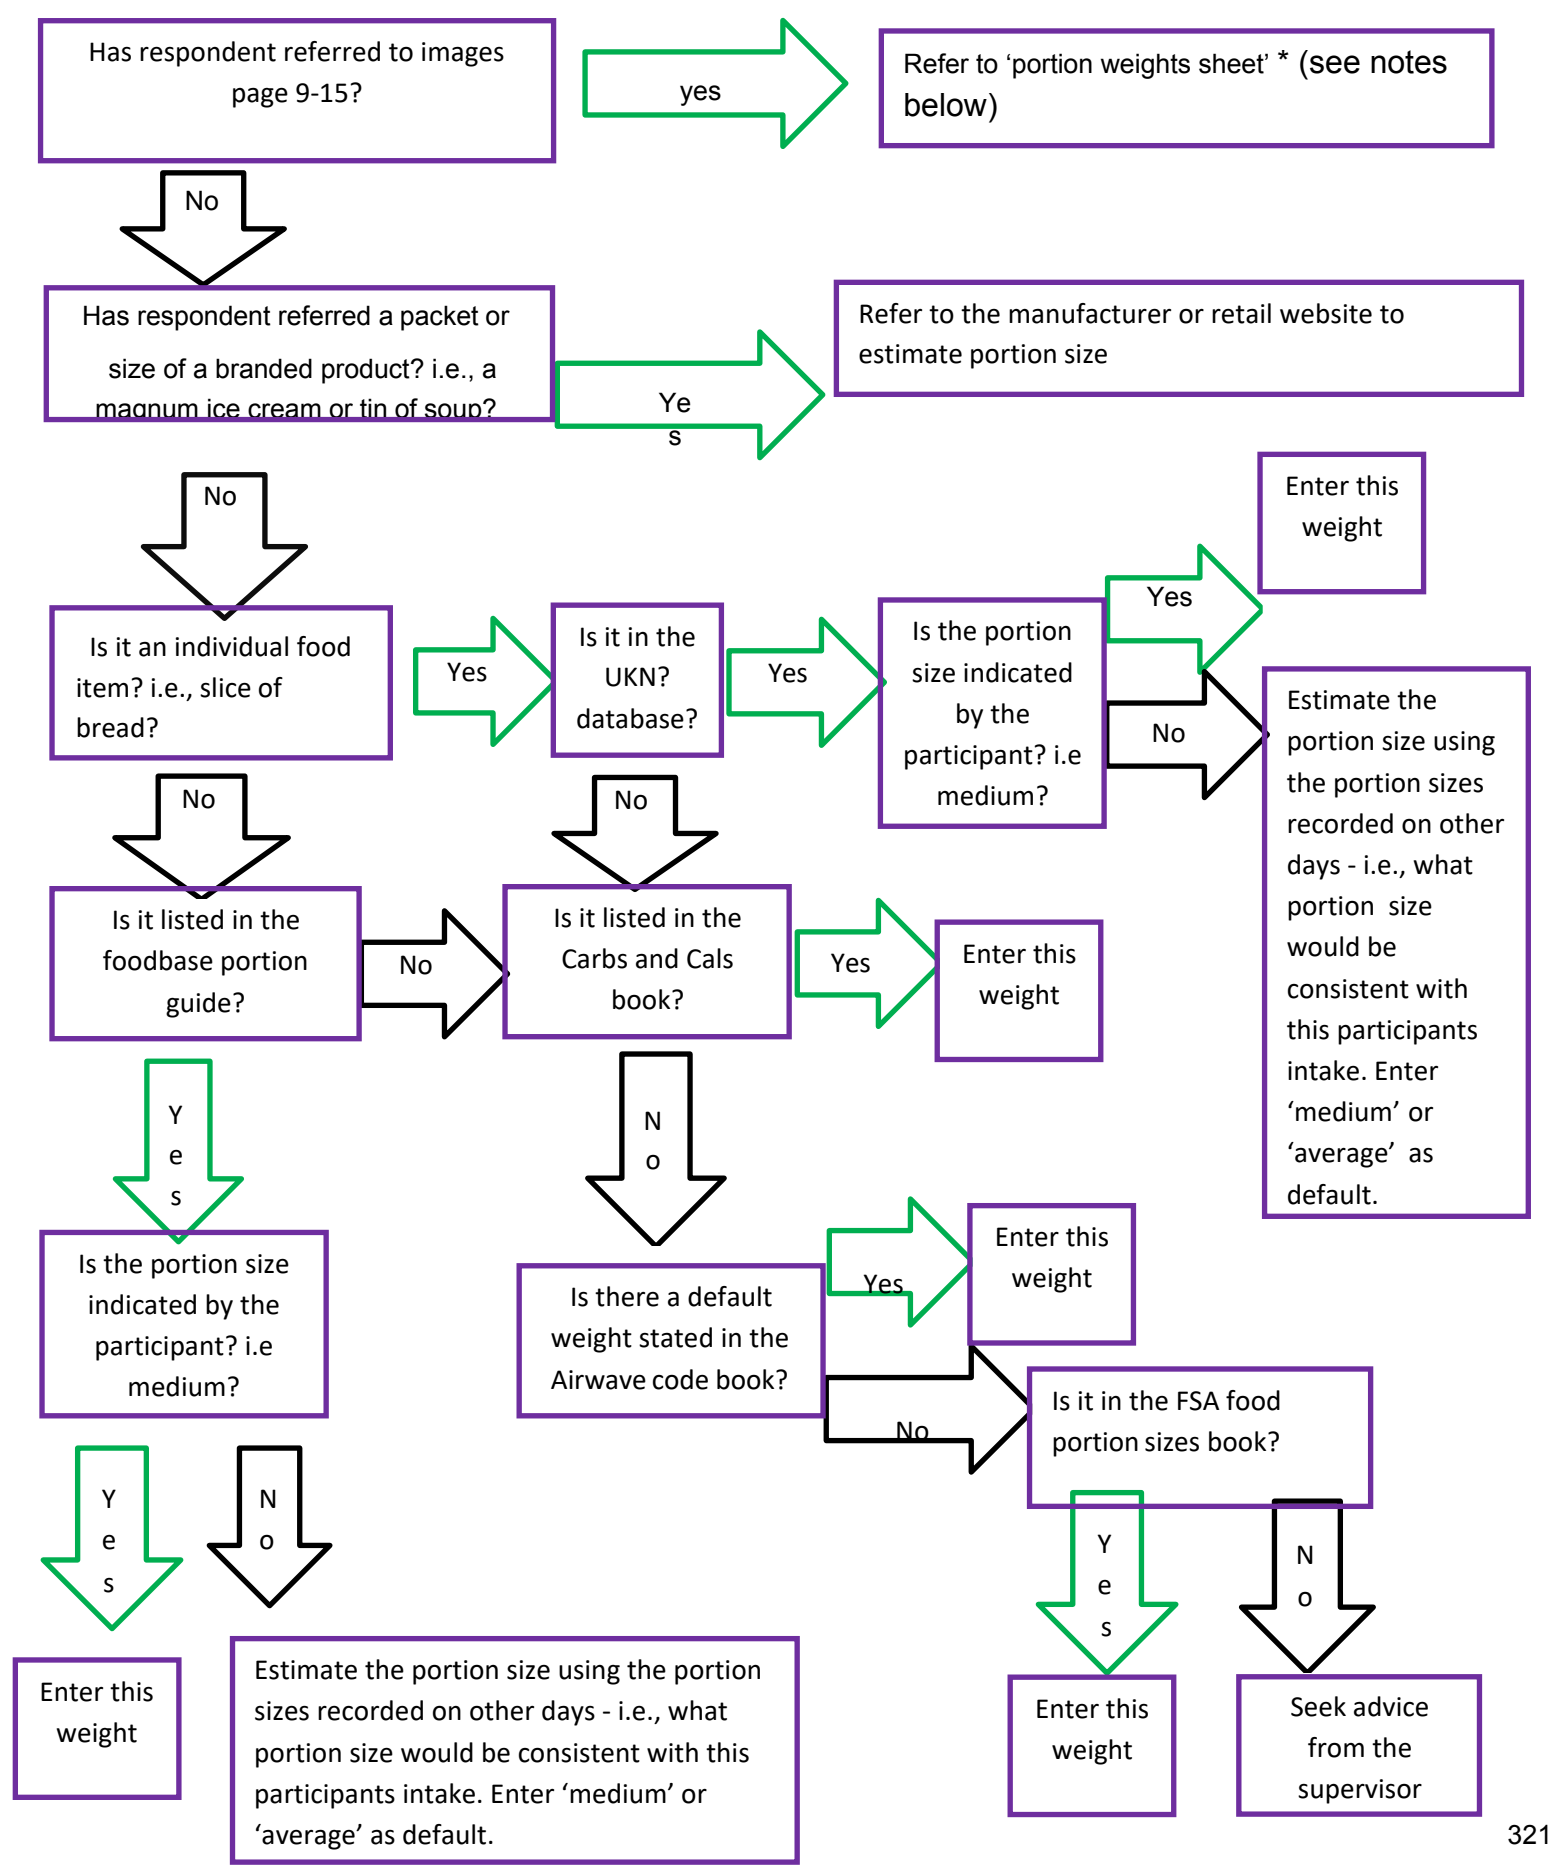 Has respondent referred to images
page 9-15?
yes
Refer to ‘portion weights sheet’ * (see notes
below)
No
Has respondent referred a packet or
size of a branded product? i.e., a
magnum ice cream or tin of soup?
Ye
s
Refer to the manufacturer or retail website to
estimate portion size
No
Is it an individual food
item? i.e., slice of
bread?
Yes
Is it in the
UKN?
database?
Yes
Is the portion
size indicated
by the
participant? i.e
medium?
Yes
Enter this
weight
No
Estimate the
portion size using
the portion sizes
recorded on other
days - i.e., what
portion size
would be
consistent with
this participants
intake. Enter
‘medium’ or
‘average’ as
default.
No
No
Is it listed in the
foodbase portion
guide?
No
Is it listed in the
Carbs and Cals
book?
Yes
Enter this
weight
Y
e
s
N
o
Is the portion size
indicated by the
participant? i.e
medium?
Is there a default
weight stated in the
Airwave code book?
Yes
Enter this
weight
No
Is it in the FSA food
portion sizes book?
Y
e
s
N
o
Y
e
s
N
o
Enter this
weight
Estimate the portion size using the portion
sizes recorded on other days - i.e., what
portion size would be consistent with this
participants intake. Enter ‘medium’ or
‘average’ as default.
Enter this
weight
Seek advice
from the
supervisor
321